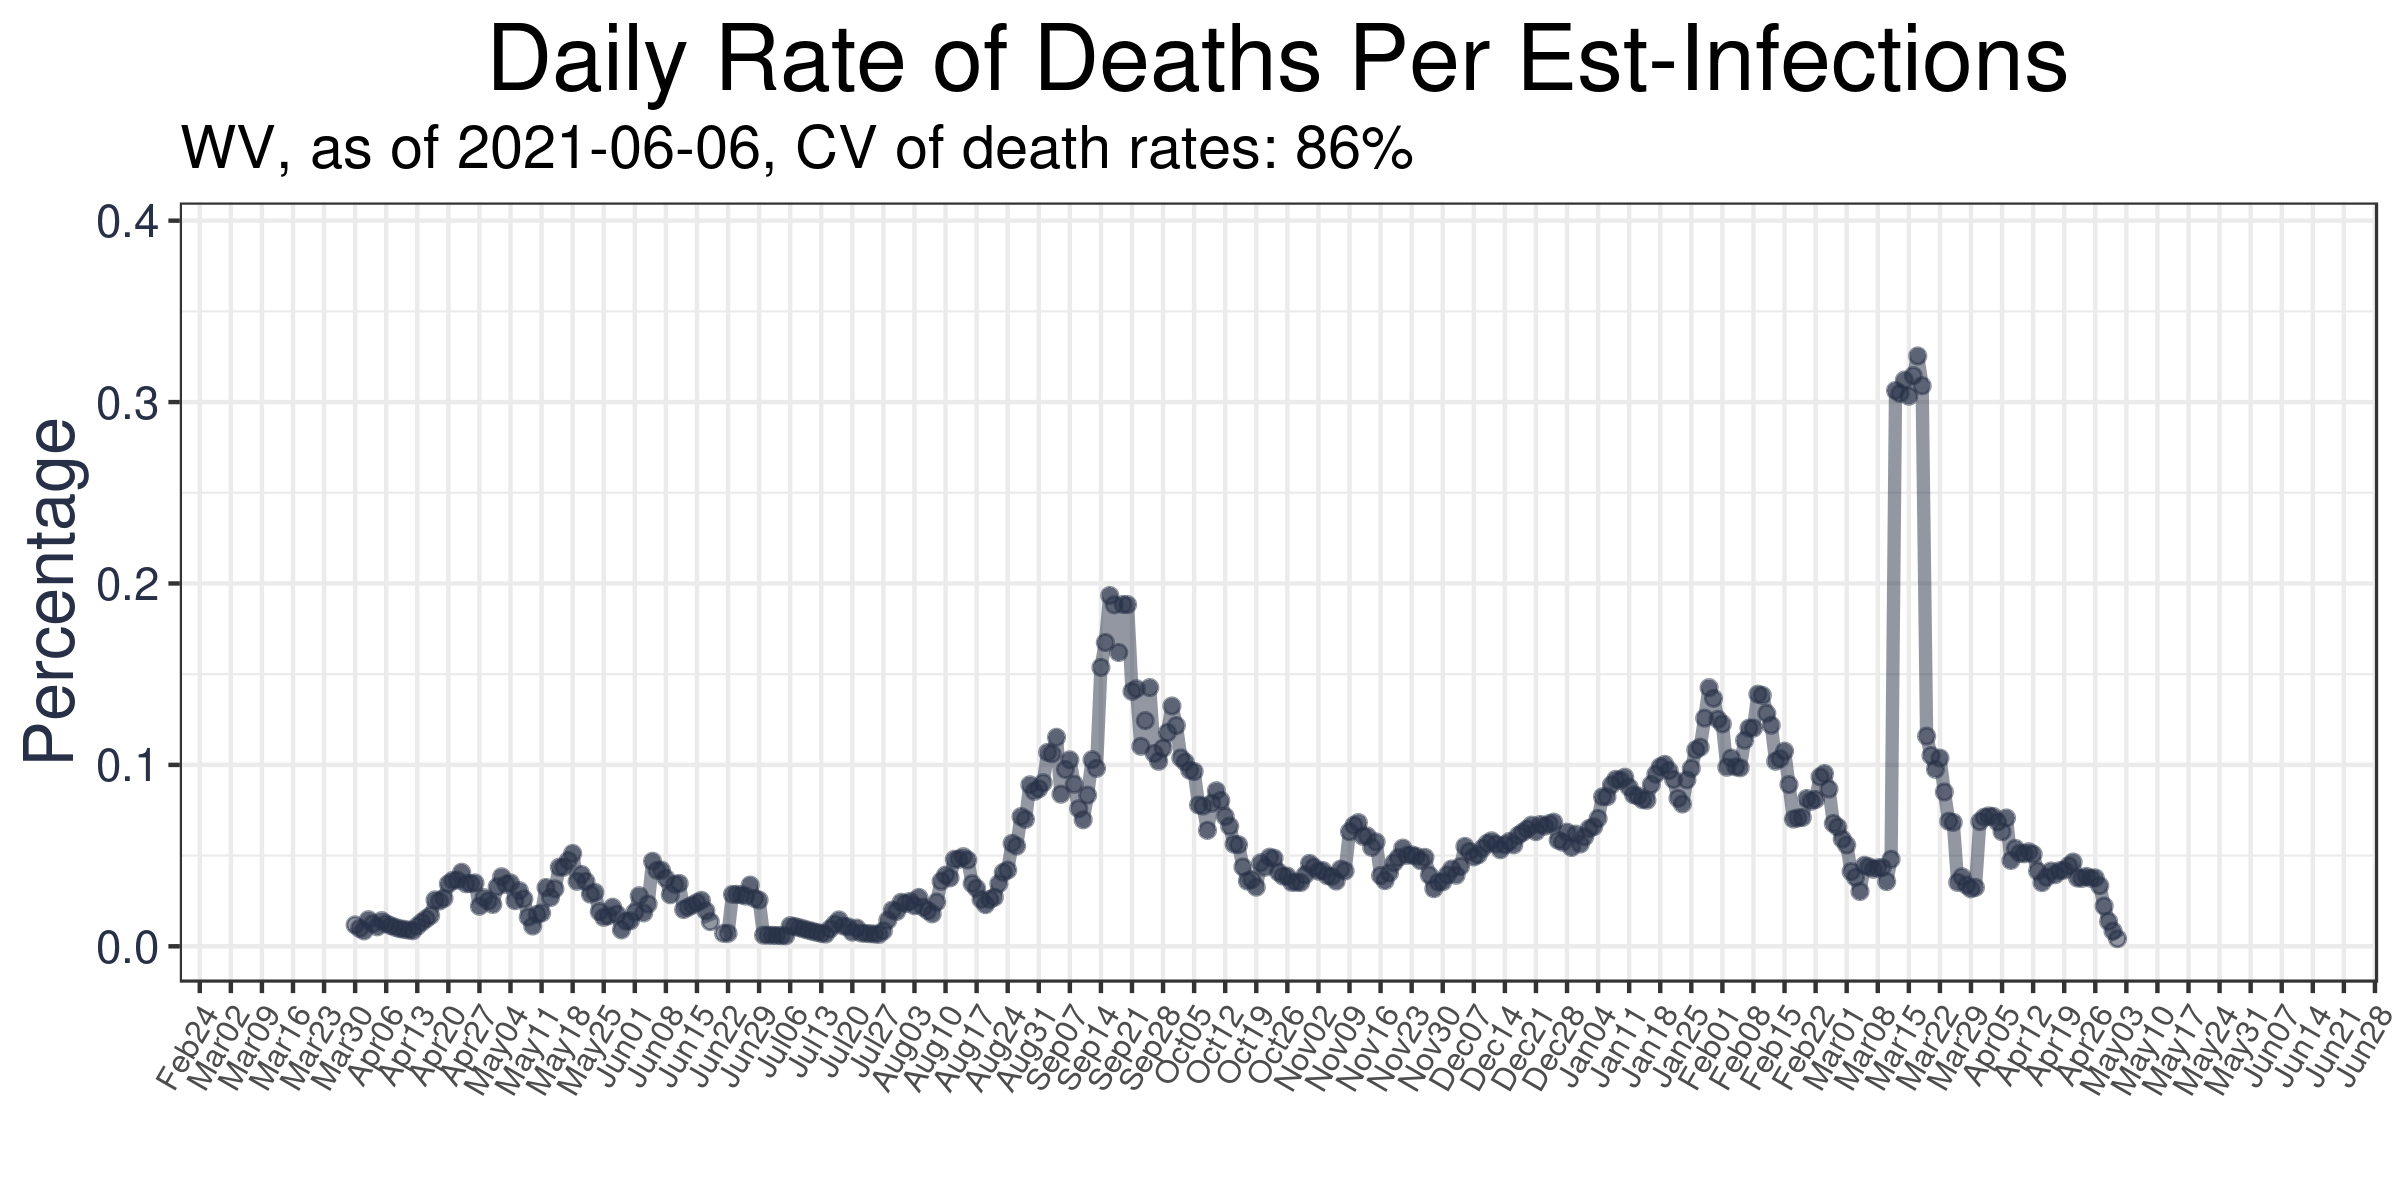 Daily Rate of Deaths Per Est-Infections
WV, as of 2021-06-06, CV of death rates: 86%
Percentage
0.4
0.3
0.2
0.1
0.0
Feb24
Mar02
Mar09
Mar16
Mar23
Mar30
Apr06
Apr13
Apr20
Apr27
May04
May11
May18
May25
Jun01
Jun08
Jun15
Jun22
Jun29
Jul06
Jul13
Jul20
Jul27
Aug03
Aug10
Aug17
Aug24
Aug31
Sep07
Sep14
Sep21
Sep28
Oct05
Oct12
Oct19
Oct26
Nov02
Nov09
Nov16
Nov23
Nov30
Dec07
Dec14
Dec21
Dec28
Jan04
Jan11
Jan18
Jan25
Feb01
Feb08
Feb15
Feb22
Mar01
Mar08
Mar15
Mar22
Mar29
Apr05
Apr12
Apr19
Apr26
May03
May10
May17
May24
May31
Jun07
Jun14
Jun21
Jun28